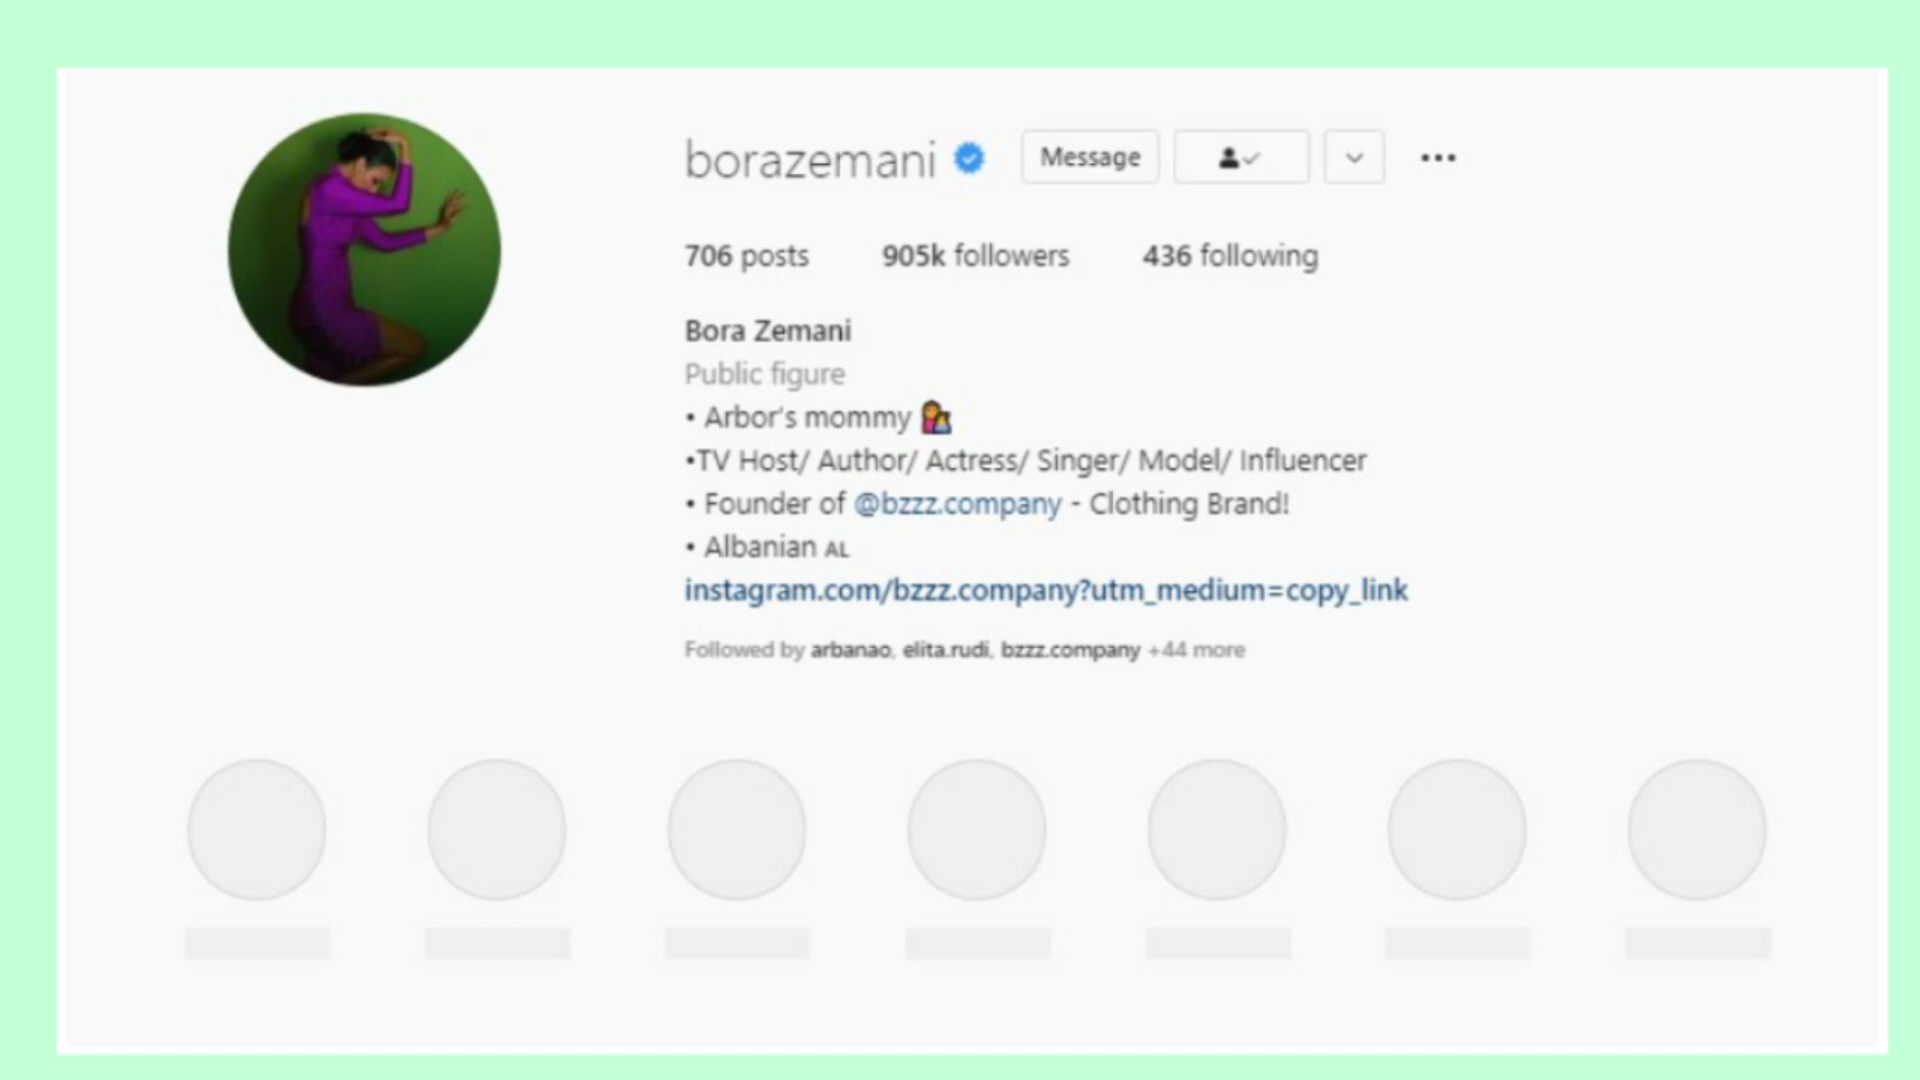 borazemani Message
706 posts 905k followers 436 following
Bora Zemani
Public figure
• Arbor's mommy 👩‍👦
•TV Host/ Author/ Actress/ Singer/ Model/ Influencer
• Founder of @bzzz.company - Clothing Brand!
• Albanian AL
instagram.com/bzzz.company?utm_medium=copy_link
Followed by arbanao, elita.rudi, bzzz.company +44 more